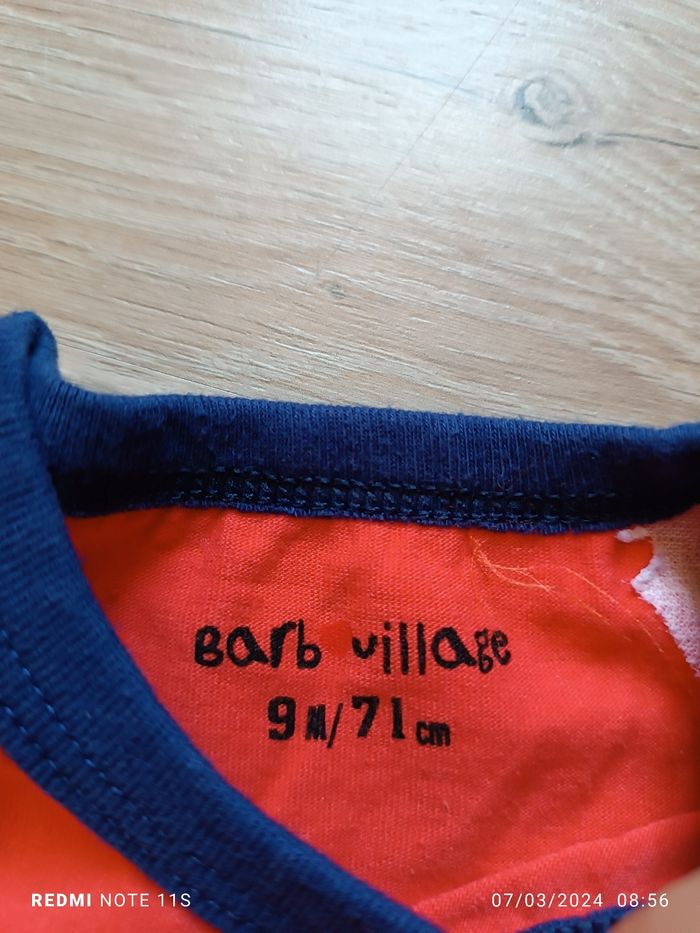 Barb village
9M/71cm
REDMI NOTE 11S
07/03/2024 08:56